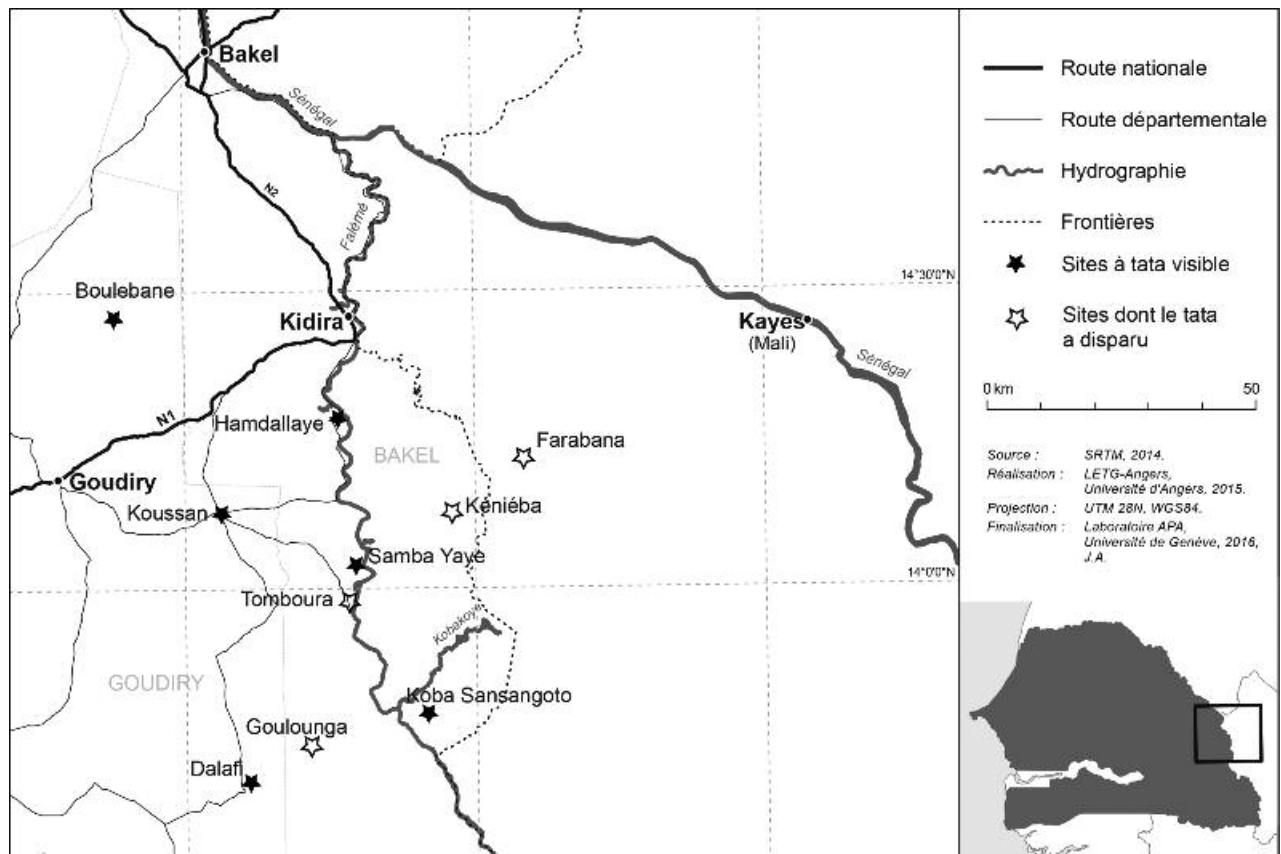 Bakel
Sénégal
N2
Falémé
14°30'0"N
Boulebane
Kidira
Kayes
(Mali)
Sénégal
N1
Hamdallaye
BAKEL
Farabana
Goudiry
Koussan
Kéniéba
Samba Yaye
14°0'0"N
Tomboura
Kobakoye
GOUDIRY
Koba Sansangoto
Goulounga
Dalafi
Route nationale
Route départementale
Hydrographie
Frontières
Sites à tata visible
Sites dont le tata
a disparu
0 km 50
Source : SRTM, 2014.
Réalisation : LETG-Angers,
Université d'Angers, 2015.
Projection : UTM 28N, WGS84.
Finalisation : Laboratoire APA,
Université de Genève, 2016,
J.A.